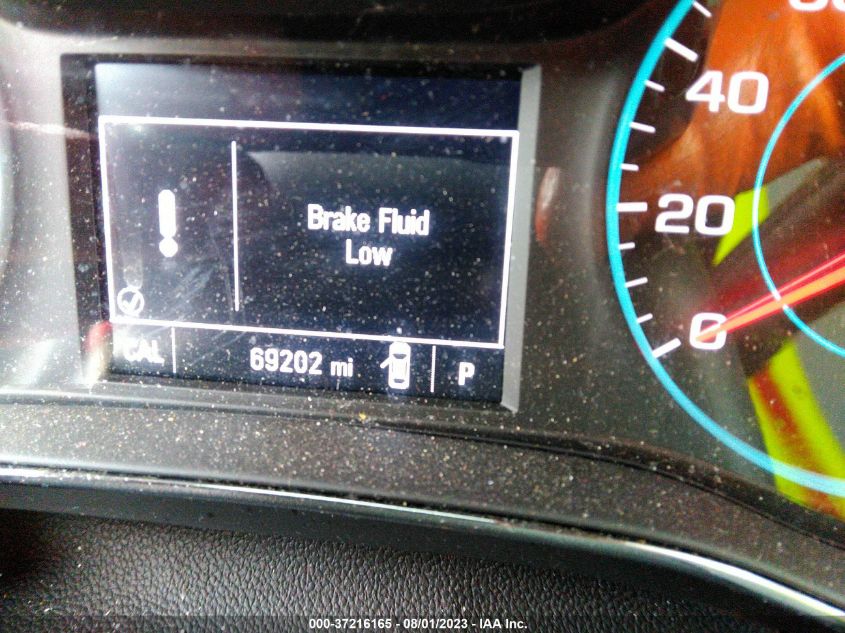 Brake Fluid
Low
CAL
69202 mi
P
40
20
0
000-37216165 - 08/01/2023 - IAA Inc.